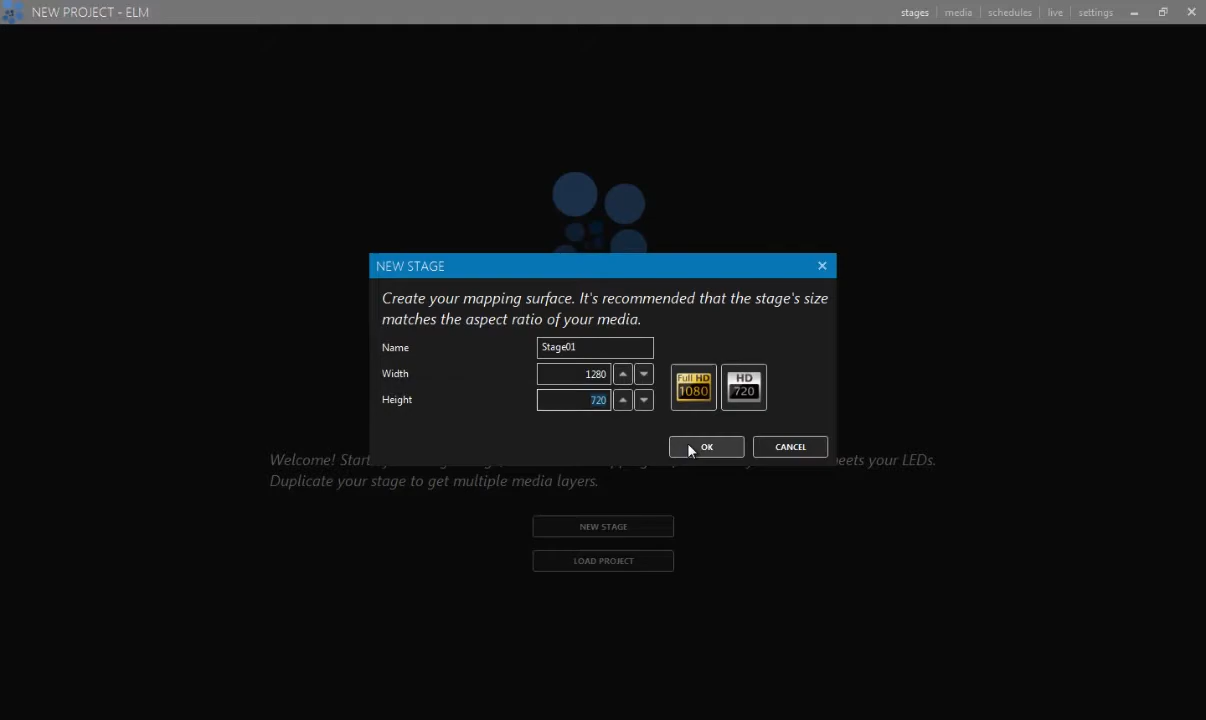 NEW PROJECT - ELM
stages
media
schedules
live
settings
NEW STAGE
Create your mapping surface. It's recommended that the stage's size
matches the aspect ratio of your media.
Name
Stage01
Width
1280
Height
720
Full HD
1080
HD
720
OK
CANCEL
Welcome! Start eets your LEDs.
Duplicate your stage to get multiple media layers.
NEW STAGE
LOAD PROJECT